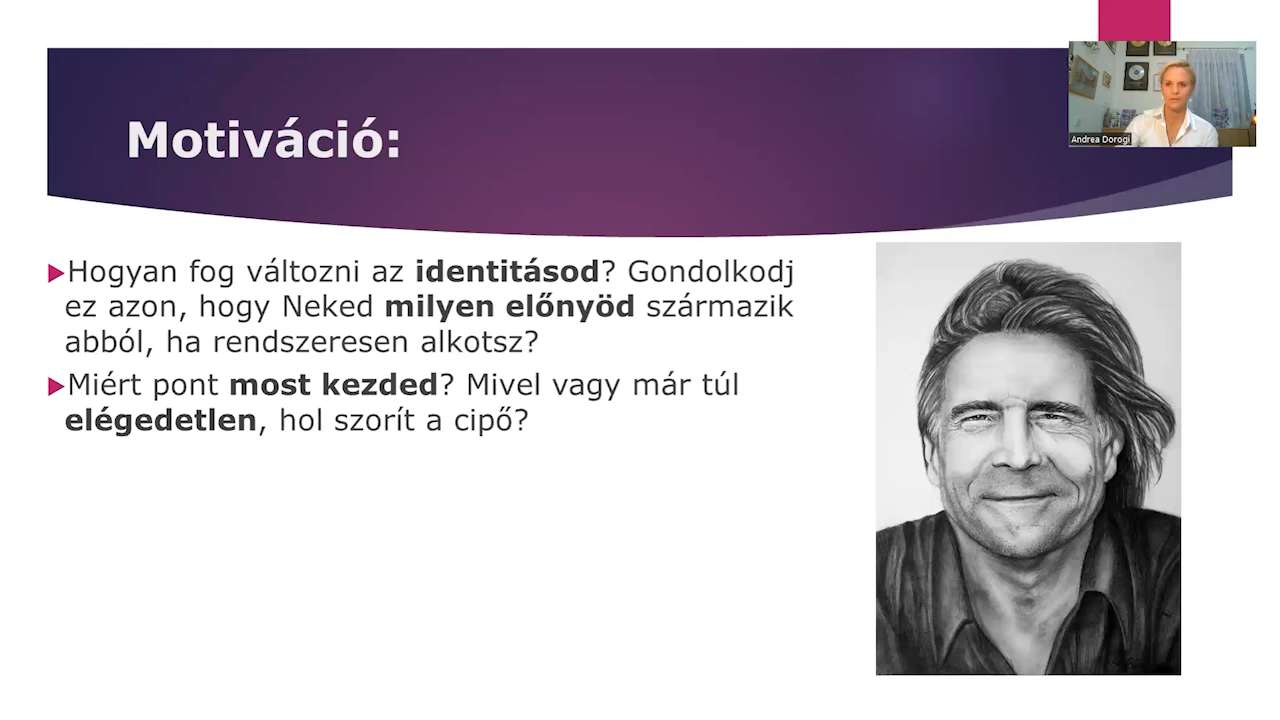 Motiváció:
Andrea Dorogi
Hogyan fog változni az identitásod? Gondolkodj
ez azon, hogy Neked milyen előnyöd származik
abból, ha rendszeresen alkotsz?
Miért pont most kezded? Mivel vagy már túl
elégedetlen, hol szorít a cipő?